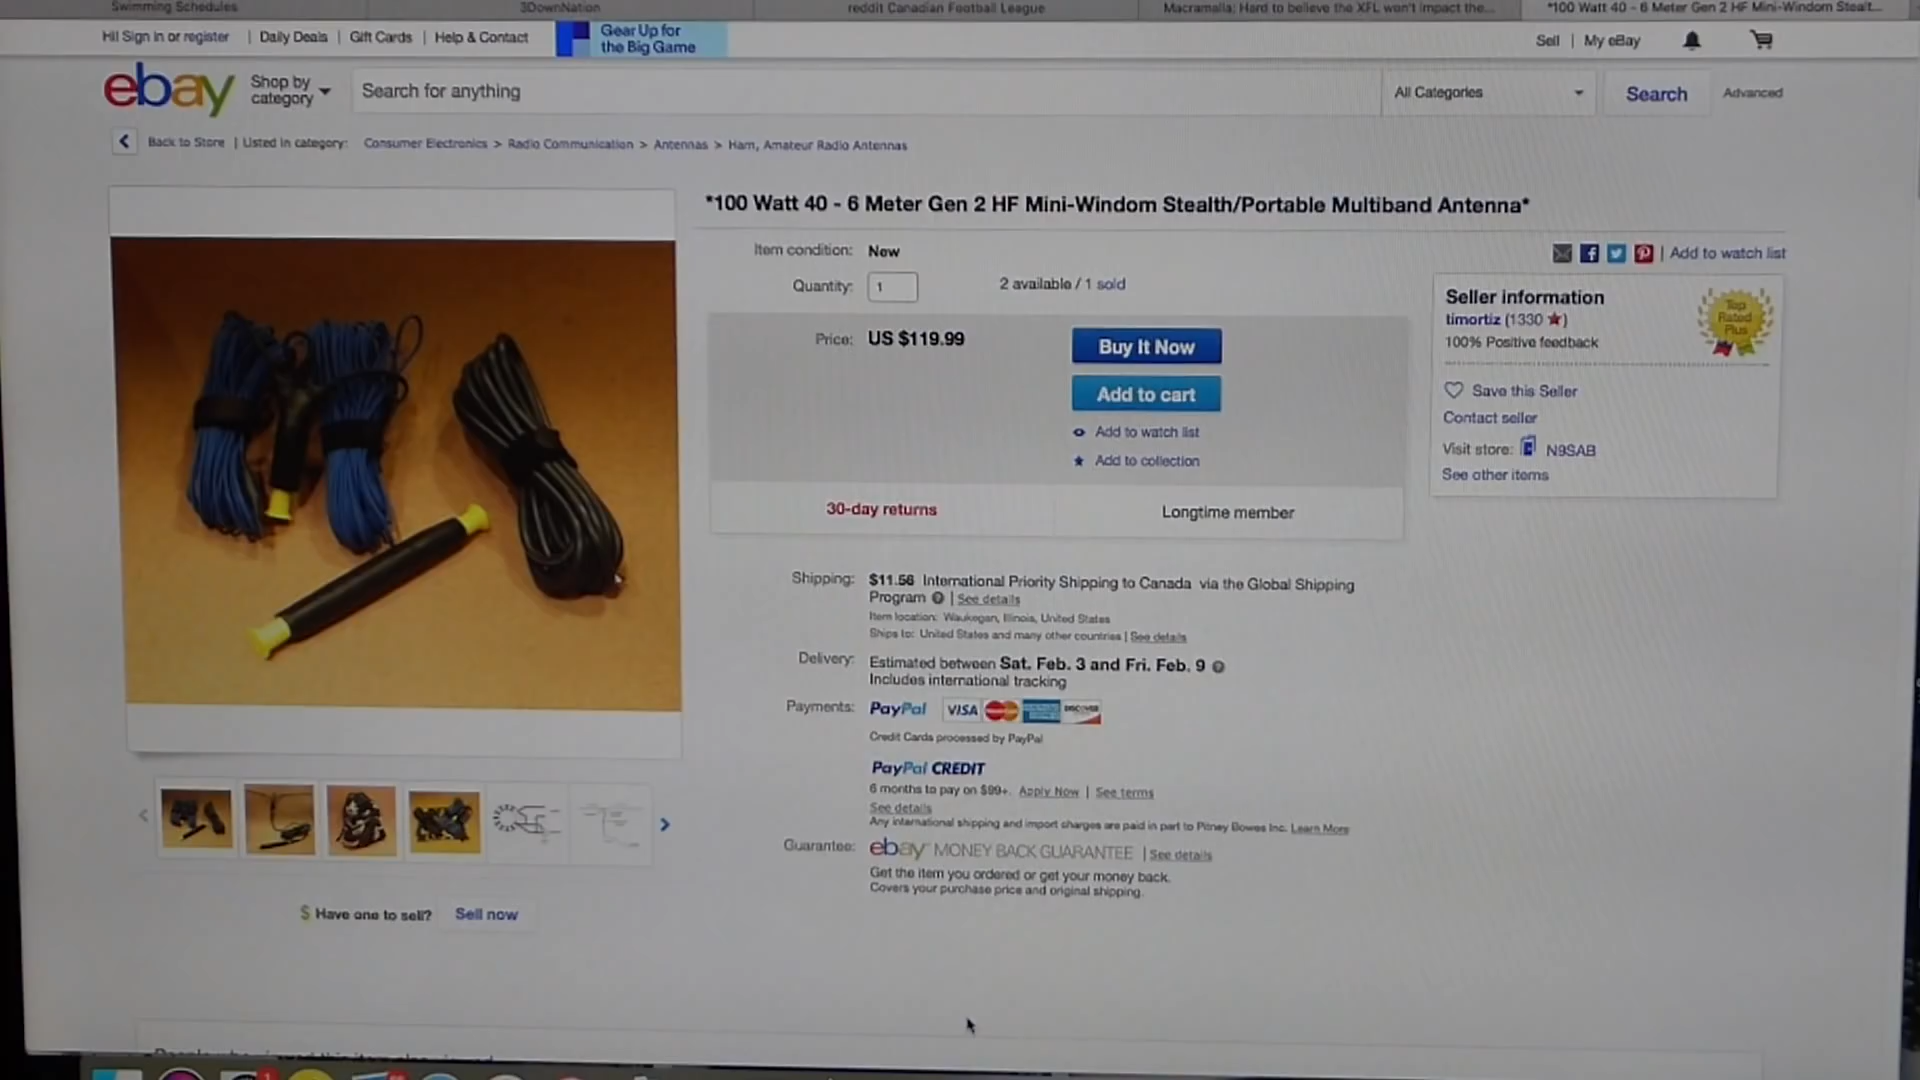 Swimming Schedules
3DownNation
reddit Canadian Football League
Macramalla: Hard to believe the XFL won't impact the...
*100 Watt 40 - 6 Meter Gen 2 HF Mini-Windom Stealt...
Hi! Sign in or register | Daily Deals | Gift Cards | Help & Contact
Gear Up for
the Big Game
Sell | My eBay
ebay
Shop by
category
Search for anything
All Categories
Search
Advanced
Back to Store | Listed in category: Consumer Electronics > Radio Communication > Antennas > Ham, Amateur Radio Antennas
*100 Watt 40 - 6 Meter Gen 2 HF Mini-Windom Stealth/Portable Multiband Antenna*
Item condition: New
| Add to watch list
Quantity: 1
2 available / 1 sold
Price: US $119.99
Buy It Now
Add to cart
Add to watch list
Add to collection
30-day returns
Longtime member
Seller information
timortiz (1330 ★)
100% Positive feedback
Top
Rated
Plus
Save this Seller
Contact seller
Visit store: N9SAB
See other items
Shipping: $11.56 International Priority Shipping to Canada via the Global Shipping
Program | See details
Item location: Waukegan, Illinois, United States
Ships to: United States and many other countries | See details
Delivery: Estimated between Sat. Feb. 3 and Fri. Feb. 9
Includes international tracking
Payments: PayPal VISA MasterCard AMERICAN EXPRESS DISCOVER
Credit Cards processed by PayPal
PayPal CREDIT
6 months to pay on $99+. Apply Now | See terms
See details
Any international shipping and import charges are paid in part to Pitney Bowes Inc. Learn More
Guarantee: ebay MONEY BACK GUARANTEE | See details
Get the item you ordered or get your money back.
Covers your purchase price and original shipping.
$ Have one to sell? Sell now